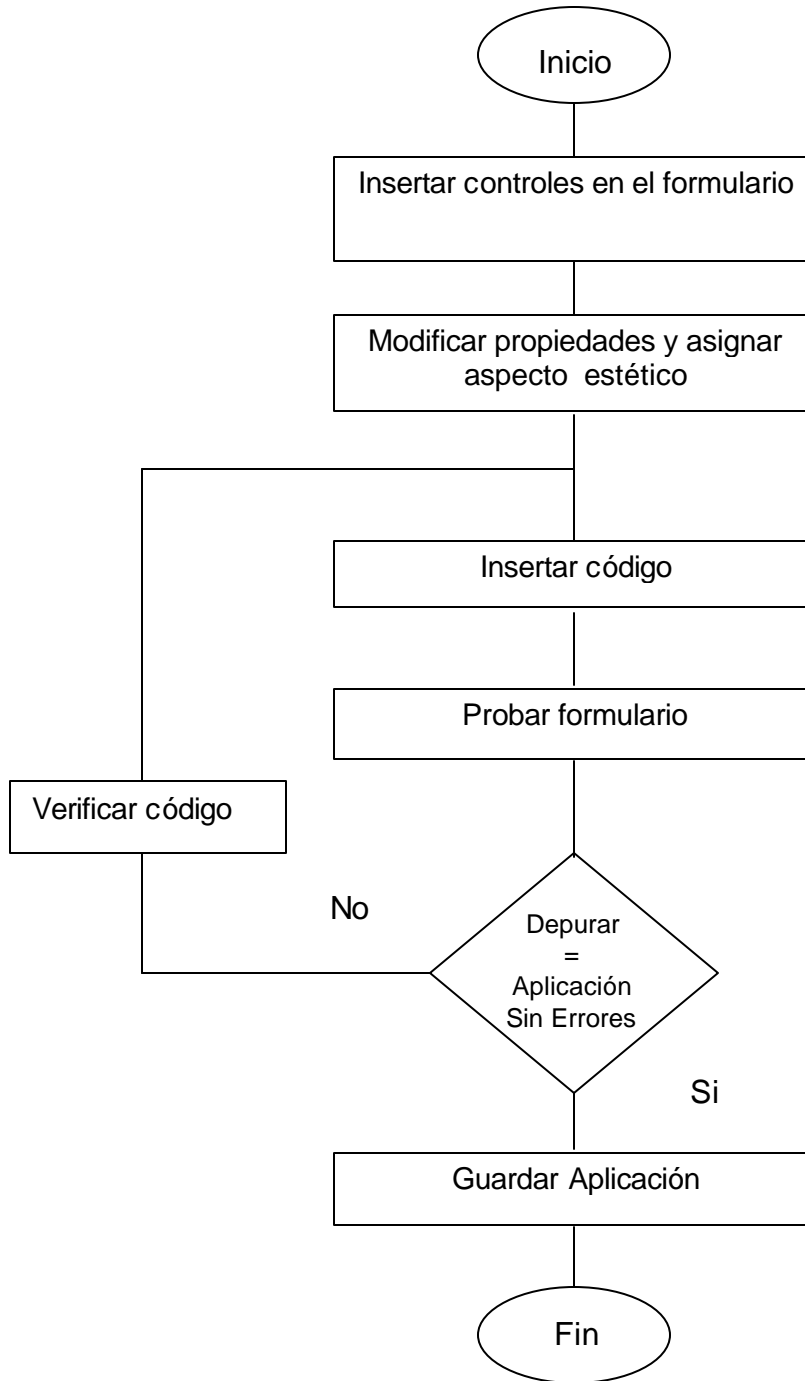 Inicio
Insertar controles en el formulario
Modificar propiedades y asignar
aspecto estético
Insertar código
Probar formulario
Verificar código
No
Depurar
=
Aplicación
Sin Errores
Si
Guardar Aplicación
Fin